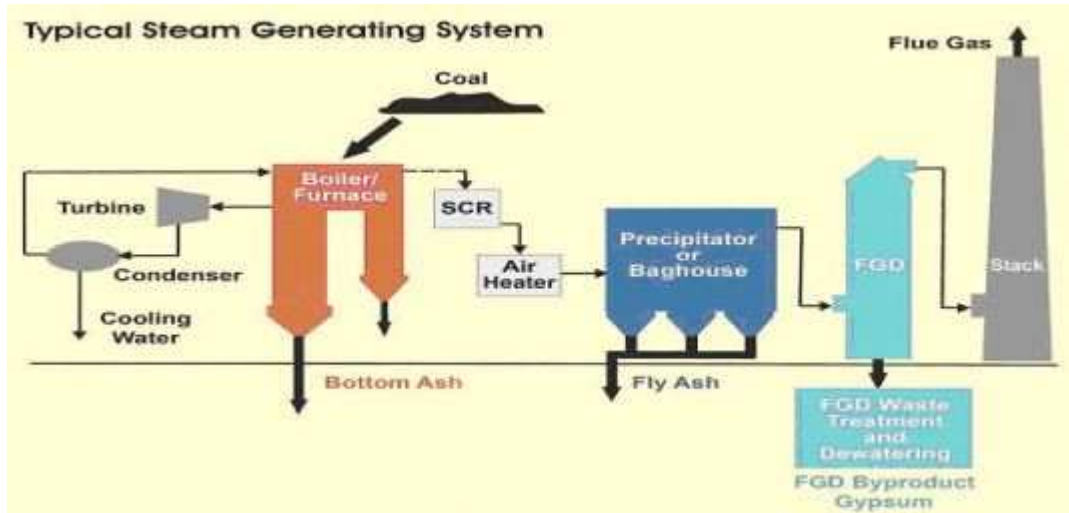 Typical Steam Generating System
Flue Gas
Coal
Boiler/
Furnace
Turbine
SCR
Condenser
Air
Heater
Precipitator
or
Baghouse
FGD
Stack
Cooling
Water
Bottom Ash
Fly Ash
FGD Waste
Treatment
and
Dewatering
FGD Byproduct
Gypsum